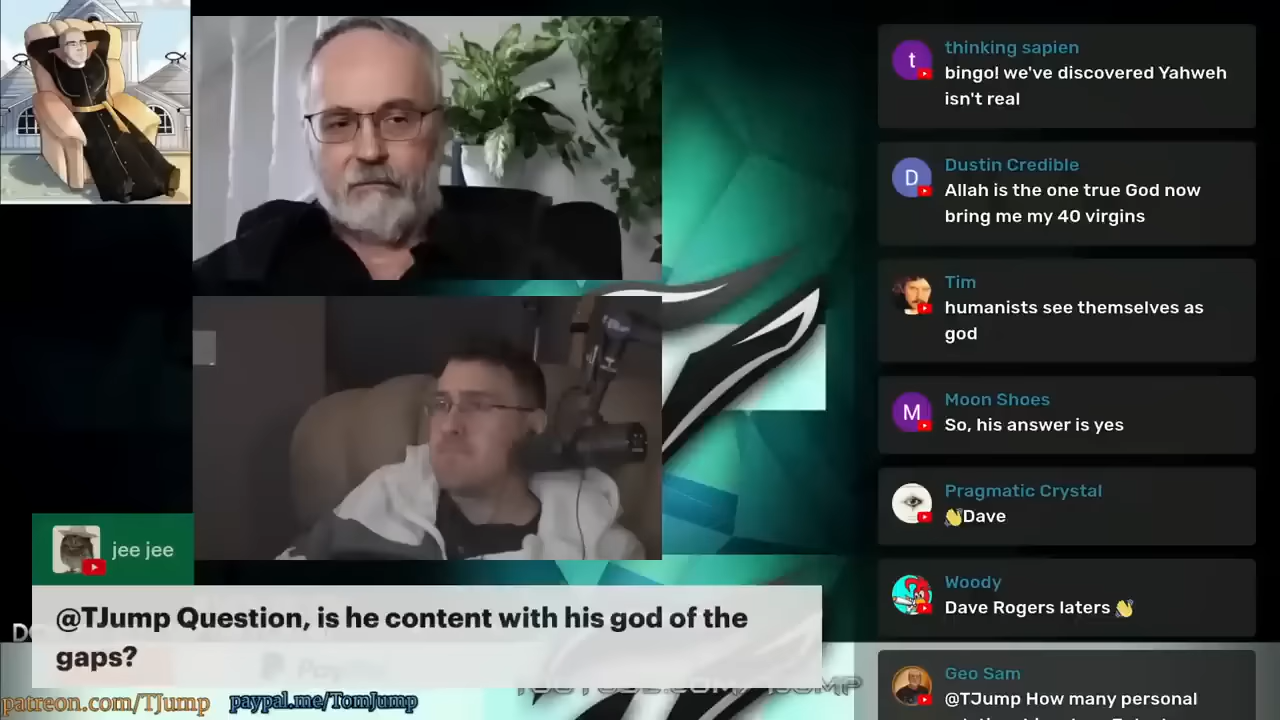 thinking sapien
bingo! we've discovered Yahweh
isn't real
Dustin Credible
Allah is the one true God now
bring me my 40 virgins
Tim
humanists see themselves as
god
M
Moon Shoes
So, his answer is yes
Pragmatic Crystal
👋Dave
Woody
Dave Rogers laters 👋
Geo Sam
@TJump How many personal
t
D
jee jee
@TJump Question, is he content with his god of the
gaps?
patreon.com/TJump
paypal.me/TomJump
YOUTUBE.COM/TJUMP